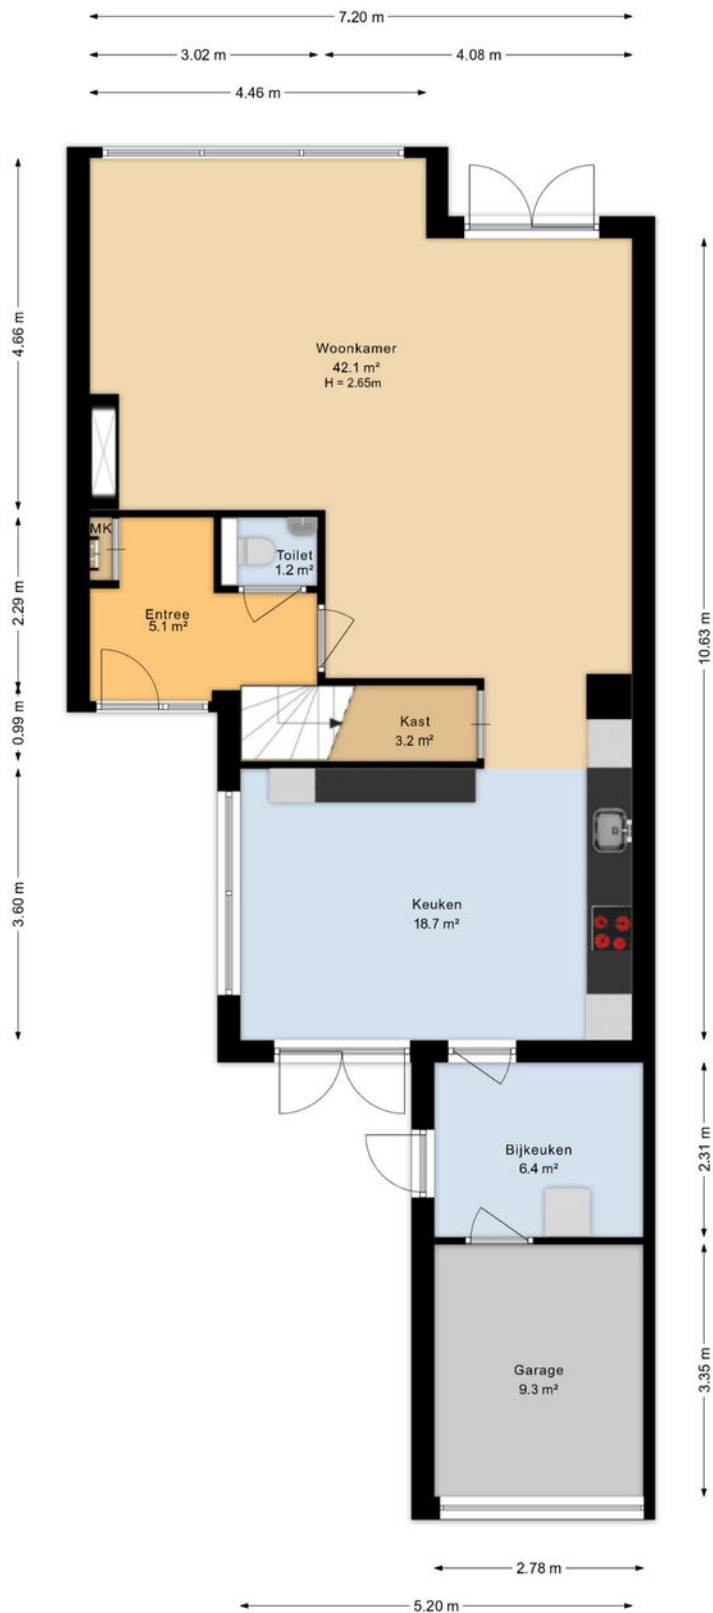 7.20 m
3.02 m
4.08 m
4.46 m
4.66 m
Woonkamer
42.1 m²
H = 2.65m
MK
Toilet
1.2 m²
2.29 m
Entree
5.1 m²
10.63 m
0.99 m
Kast
3.2 m²
3.60 m
Keuken
18.7 m²
Bijkeuken
6.4 m²
2.31 m
Garage
9.3 m²
3.35 m
2.78 m
5.20 m